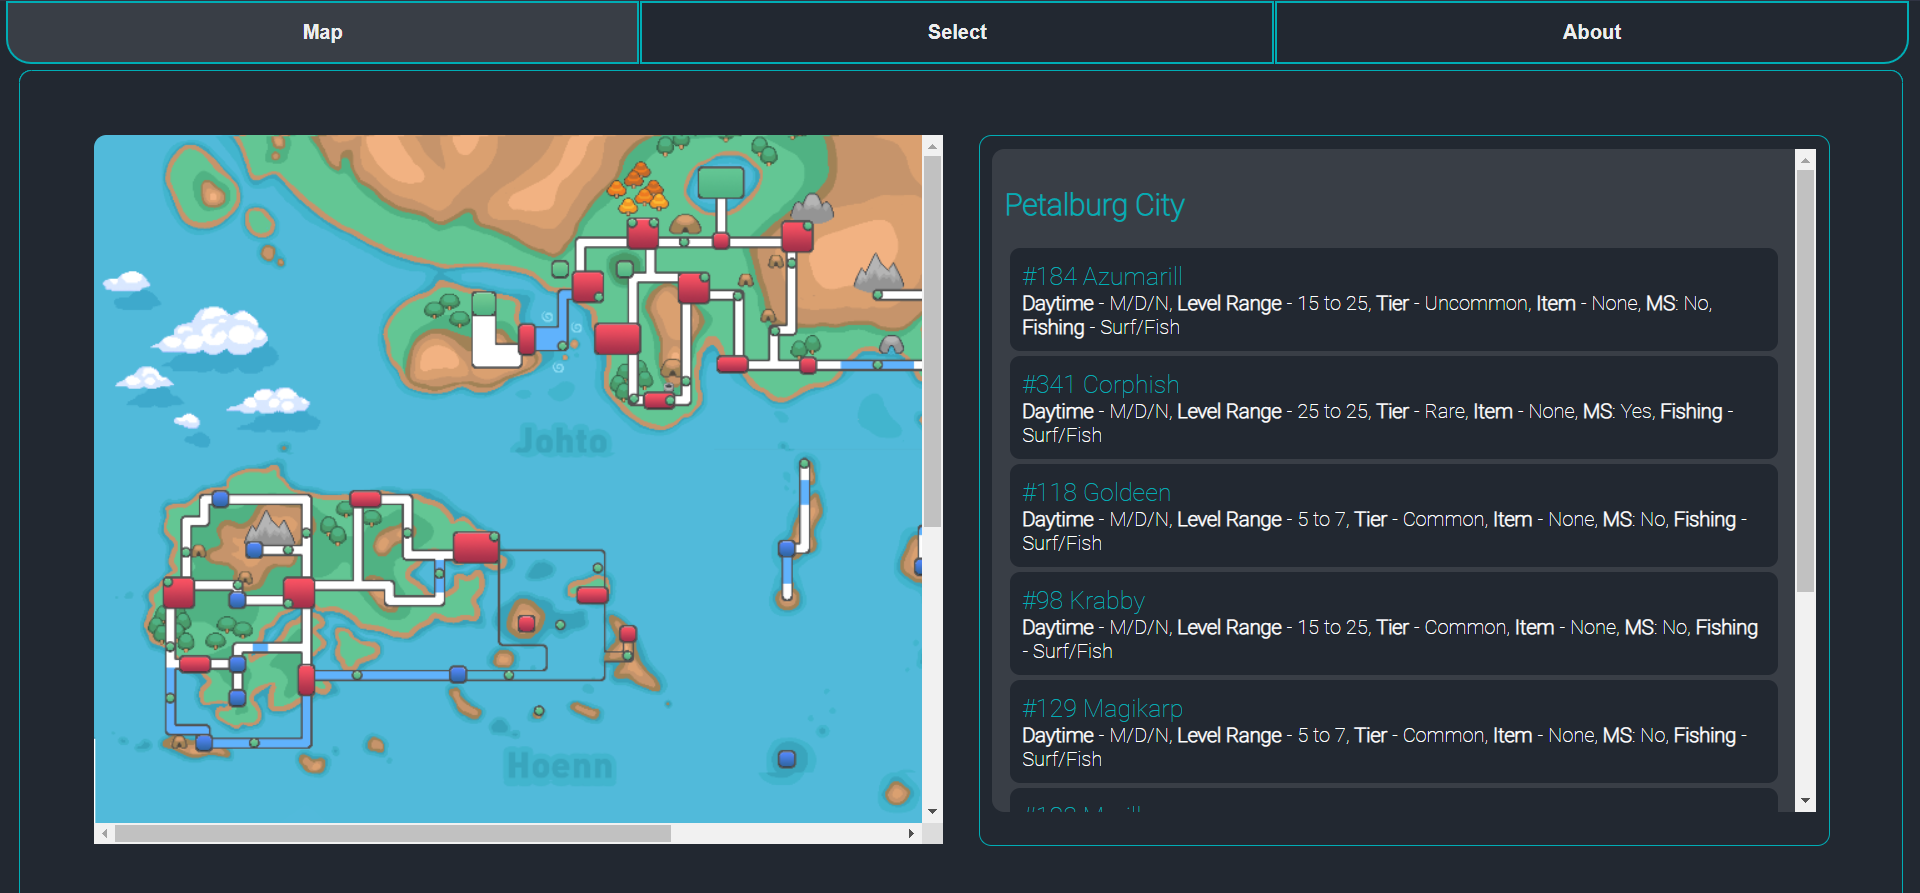 Map
Select
About
Johto
Hoenn
Petalburg City
#184 Azumarill
Daytime - M/D/N, Level Range - 15 to 25, Tier - Uncommon, Item - None, MS: No,
Fishing - Surf/Fish
#341 Corphish
Daytime - M/D/N, Level Range - 25 to 25, Tier - Rare, Item - None, MS: Yes, Fishing -
Surf/Fish
#118 Goldeen
Daytime - M/D/N, Level Range - 5 to 7, Tier - Common, Item - None, MS: No, Fishing -
Surf/Fish
#98 Krabby
Daytime - M/D/N, Level Range - 15 to 25, Tier - Common, Item - None, MS: No, Fishing
- Surf/Fish
#129 Magikarp
Daytime - M/D/N, Level Range - 5 to 7, Tier - Common, Item - None, MS: No, Fishing -
Surf/Fish